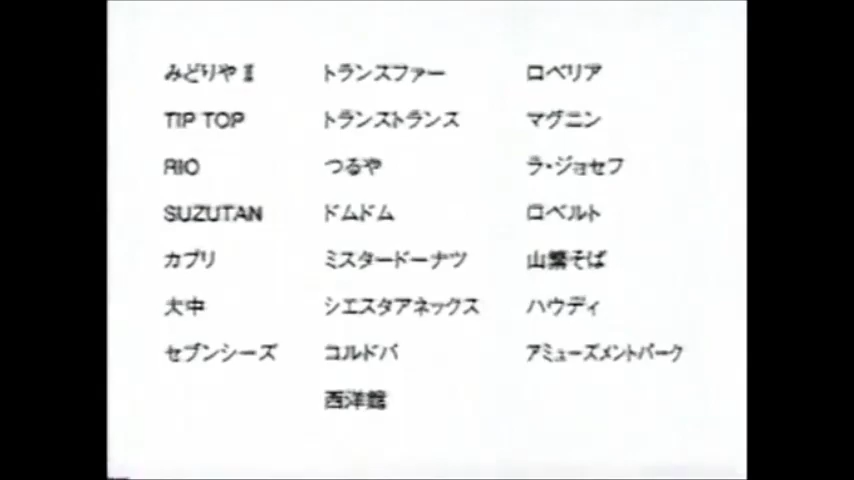 みどりやⅡ
TIP TOP
RIO
SUZUTAN
カプリ
大中
セブンシーズ
トランスファー
トランストランス
つるや
ドムドム
ミスタードーナツ
シエスタアネックス
コルドバ
西洋館
ロベリア
マグニン
ラ・ジョセフ
ロベルト
山繁そば
ハウディ
アミューズメントパーク